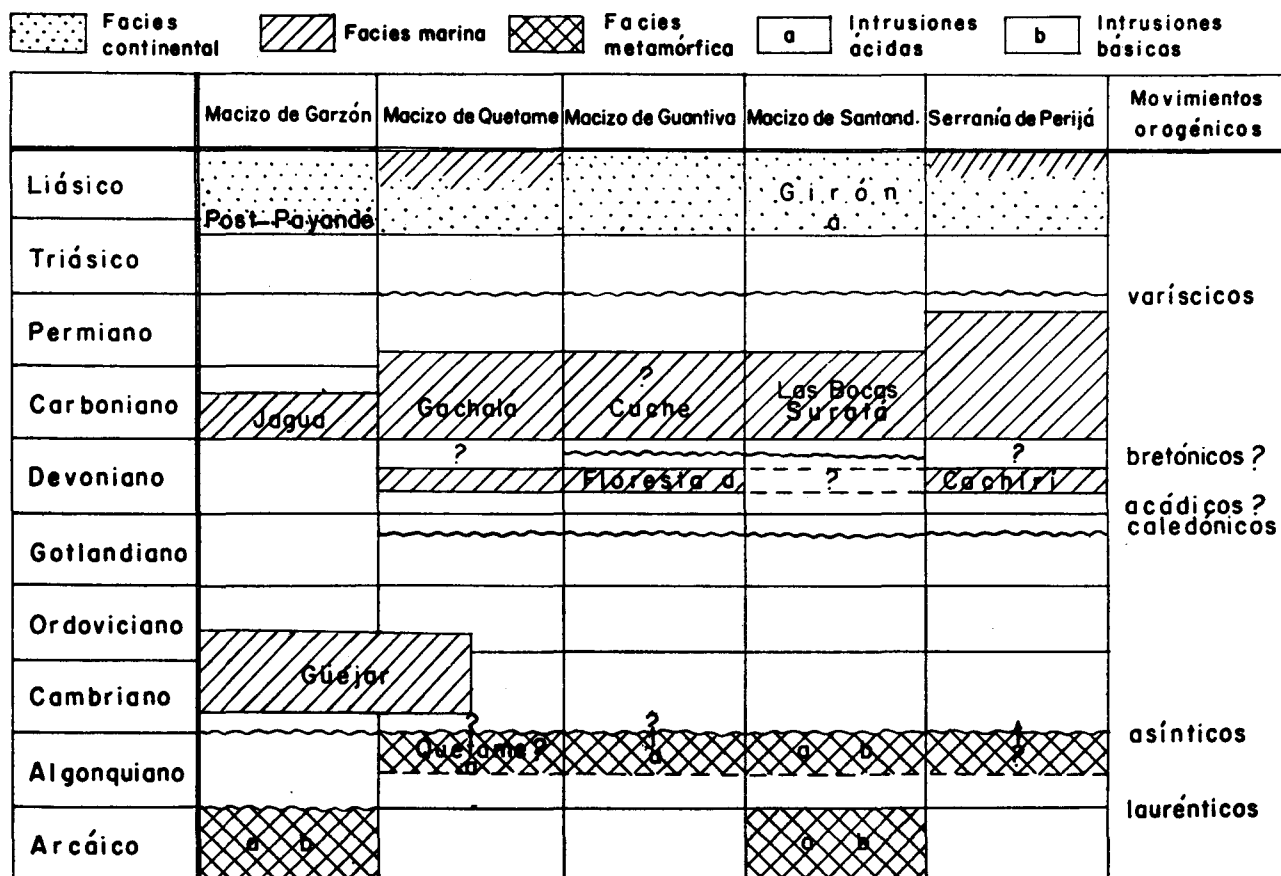 Facies continental
Facies marina
Facies metamórfica
a
Intrusiones ácidas
b
Intrusiones básicas
Macizo de Garzón
Macizo de Quetame
Macizo de Guantiva
Macizo de Santand.
Serranía de Perijá
Movimientos orogénicos
Liásico
Post-Payandé
Girón
a
Triásico
varíscicos
Permiano
Carboniano
Jagua
Gachala
?
Cuche
Las Bocas
Suratá
Devoniano
?
Floresta a
?
?
Cachiri
bretónicos ?
acádicos ?
caledónicos
Gotlandiano
Ordoviciano
Güéjar
Cambriano
?
?
asínticos
Algonquiano
Quetame ?
a
a
a b
?
laurénticos
Arcáico
a b
a b